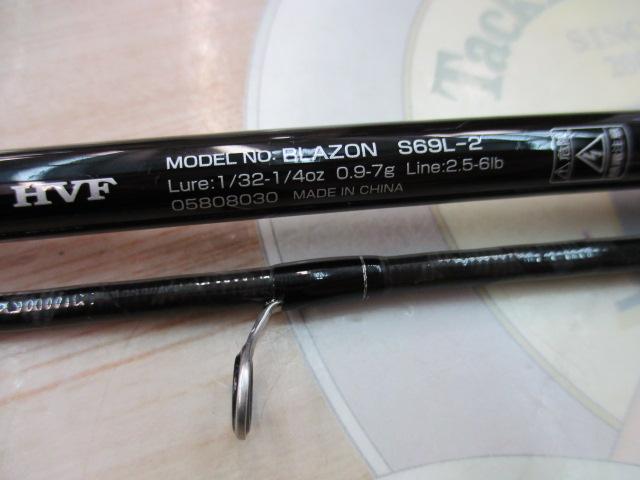 HVF
MODEL NO: BLAZON S69L-2
Lure:1/32-1/4oz 0.9-7g Line:2.5-6lb
05808030 MADE IN CHINA
Tackle